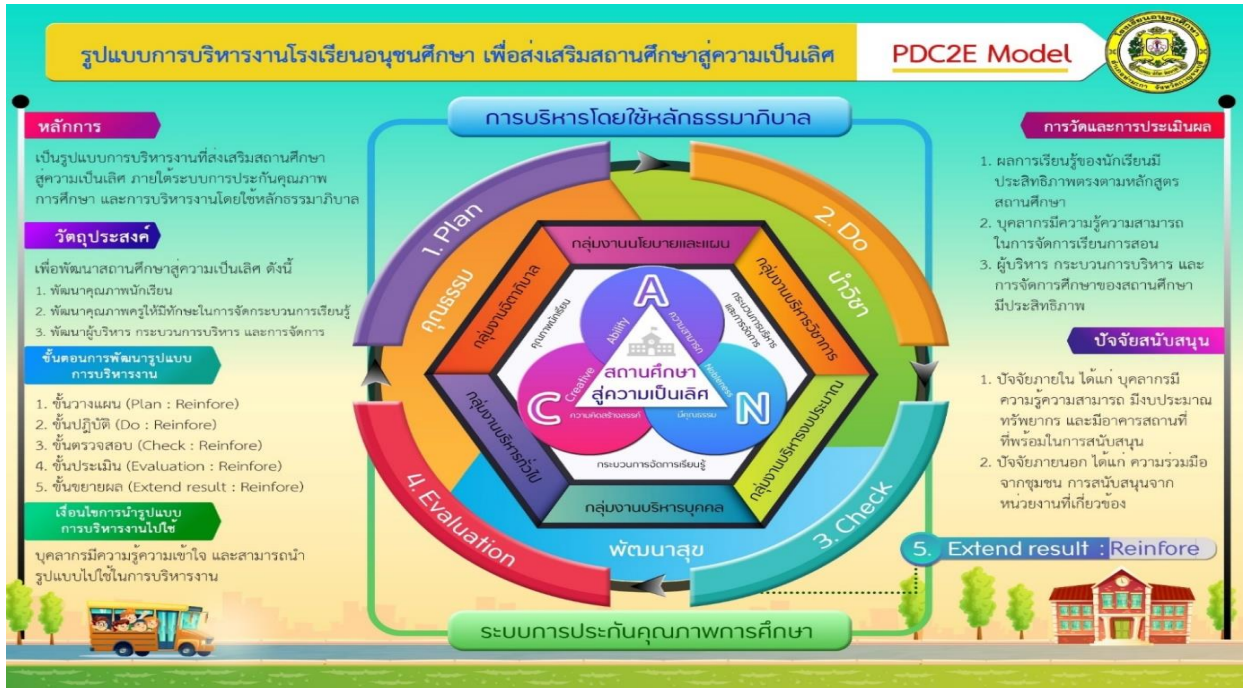 รูปแบบการบริหารงานโรงเรียนอนุชนศึกษา เพื่อส่งเสริมสถานศึกษาสู่ความเป็นเลิศ
PDC2E Model
หลักการ
เป็นรูปแบบการบริหารงานที่ส่งเสริมสถานศึกษา
สู่ความเป็นเลิศ ภายใต้ระบบการประกันคุณภาพ
การศึกษา และการบริหารงานโดยใช้หลักธรรมาภิบาล
วัตถุประสงค์
เพื่อพัฒนาสถานศึกษาสู่ความเป็นเลิศ ดังนี้
1. พัฒนาคุณภาพนักเรียน
2. พัฒนาคุณภาพครูให้มีทักษะในการจัดกระบวนการเรียนรู้
3. พัฒนาผู้บริหาร กระบวนการบริหาร และการจัดการ
ขั้นตอนการพัฒนารูปแบบ
การบริหารงาน
1. ขั้นวางแผน (Plan : Reinfore)
2. ขั้นปฏิบัติ (Do : Reinfore)
3. ขั้นตรวจสอบ (Check : Reinfore)
4. ขั้นประเมิน (Evaluation : Reinfore)
5. ขั้นขยายผล (Extend result : Reinfore)
เงื่อนไขการนำรูปแบบ
การบริหารงานไปใช้
บุคลากรมีความรู้ความเข้าใจ และสามารถนำ
รูปแบบไปใช้ในการบริหารงาน
การบริหารโดยใช้หลักธรรมาภิบาล
1. Plan
2. Do
3. Check
4. Evaluation
คุณธรรม
นำวิชา
พัฒนาสุข
กลุ่มงานนโยบายและแผน
กลุ่มงานบริหารวิชาการ
กลุ่มงานบริหารงบประมาณ
กลุ่มงานบริหารบุคคล
กลุ่มงานบริหารทั่วไป
กลุ่มงานจิตาภิบาล
คุณภาพนักเรียน
กระบวนการบริหาร
และการจัดการ
กระบวนการจัดการเรียนรู้
A
Ability
ความสามารถ
C
Creative
ความคิดสร้างสรรค์
N
Nobleness
มีคุณธรรม
สถานศึกษา
สู่ความเป็นเลิศ
5. Extend result : Reinfore
ระบบการประกันคุณภาพการศึกษา
การวัดและการประเมินผล
1. ผลการเรียนรู้ของนักเรียนมี
ประสิทธิภาพตรงตามหลักสูตร
สถานศึกษา
2. บุคลากรมีความรู้ความสามารถ
ในการจัดการเรียนการสอน
3. ผู้บริหาร กระบวนการบริหาร และ
การจัดการศึกษาของสถานศึกษา
มีประสิทธิภาพ
ปัจจัยสนับสนุน
1. ปัจจัยภายใน ได้แก่ บุคลากรมี
ความรู้ความสามารถ มีงบประมาณ
ทรัพยากร และมีอาคารสถานที่
ที่พร้อมในการสนับสนุน
2. ปัจจัยภายนอก ได้แก่ ความร่วมมือ
จากชุมชน การสนับสนุนจาก
หน่วยงานที่เกี่ยวข้อง